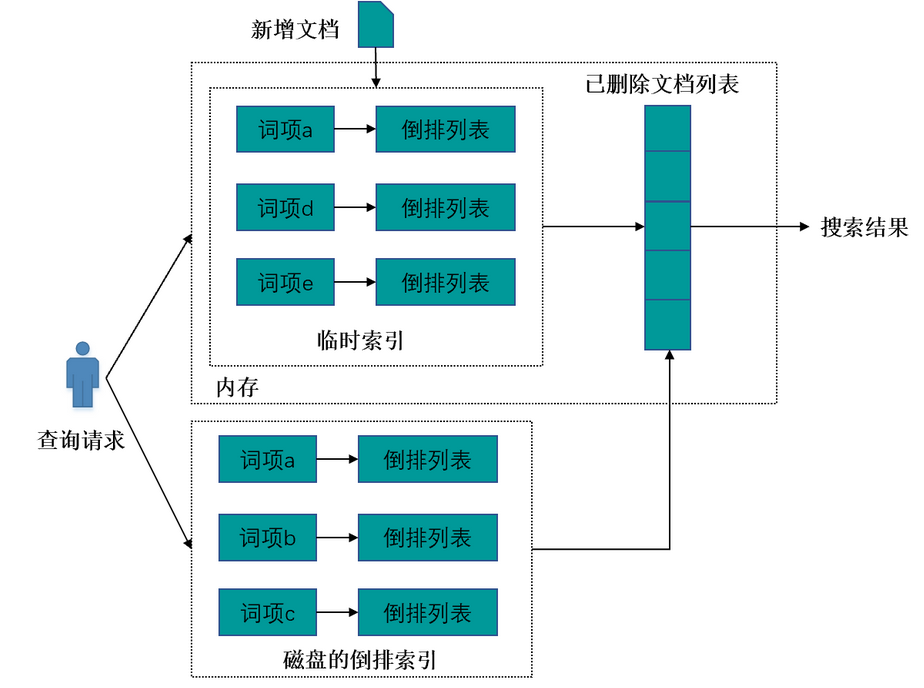 新增文档
已删除文档列表
词项a
倒排列表
词项d
倒排列表
搜索结果
词项e
倒排列表
临时索引
内存
查询请求
词项a
倒排列表
词项b
倒排列表
词项c
倒排列表
磁盘的倒排索引